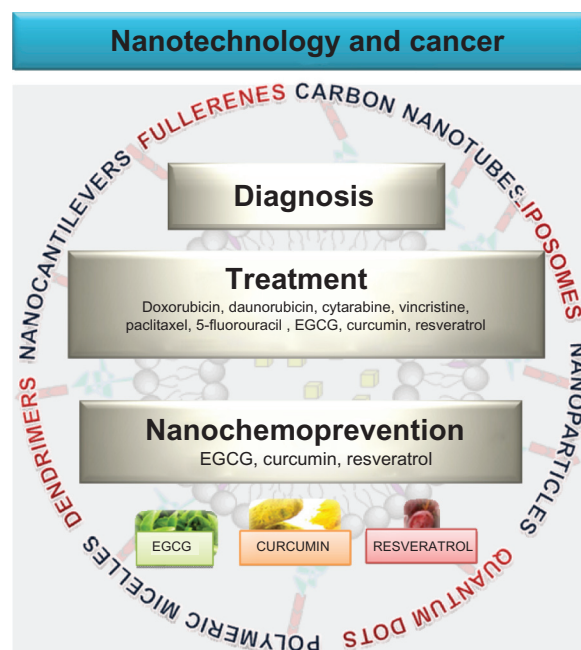 Nanotechnology and cancer
NANOCANTILEVERS
FULLERENES
CARBON NANOTUBES
LIPOSOMES
NANOPARTICLES
QUANTUM DOTS
POLYMERIC MICELLES
DENDRIMERS
Diagnosis
Treatment
Doxorubicin, daunorubicin, cytarabine, vincristine,
paclitaxel, 5-fluorouracil , EGCG, curcumin, resveratrol
Nanochemoprevention
EGCG, curcumin, resveratrol
EGCG
CURCUMIN
RESVERATROL